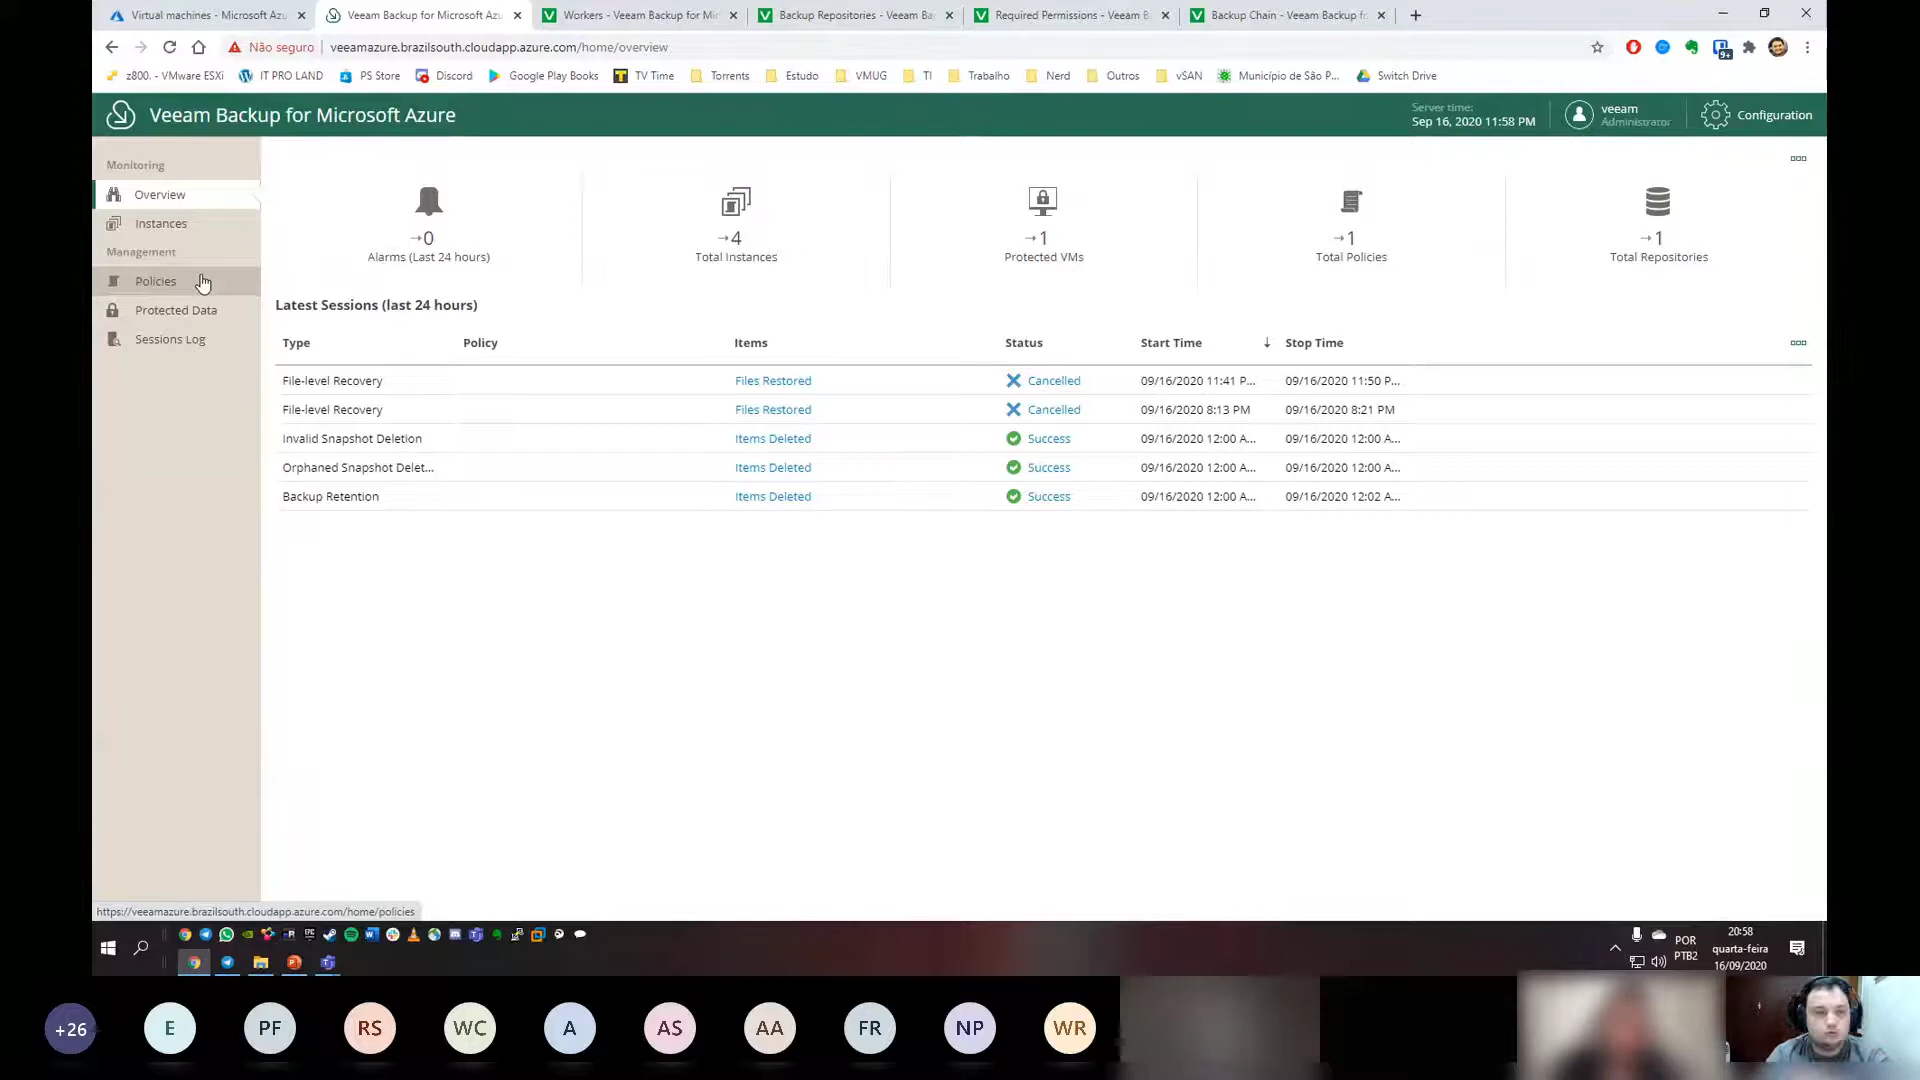 Virtual machines - Microsoft Azu
Veeam Backup for Microsoft Azu
Workers - Veeam Backup for Mi
Backup Repositories - Veeam Ba
Required Permissions - Veeam B
Backup Chain - Veeam Backup f
Não seguro
veeamazure.brazilsouth.cloudapp.azure.com/home/overview
9+
z800. - VMware ESXi
IT PRO LAND
PS Store
Discord
Google Play Books
TV Time
Torrents
Estudo
VMUG
TI
Trabalho
Nerd
Outros
vSAN
Município de São P...
Switch Drive
Veeam Backup for Microsoft Azure
Server time:
Sep 16, 2020 11:58 PM
veeam
Administrator
Configuration
Monitoring
Overview
Instances
Management
Policies
Protected Data
Sessions Log
0
Alarms (Last 24 hours)
4
Total Instances
1
Protected VMs
1
Total Policies
1
Total Repositories
Latest Sessions (last 24 hours)
Type Policy Items Status Start Time Stop Time
File-level Recovery Files Restored Cancelled 09/16/2020 11:41 P... 09/16/2020 11:50 P...
File-level Recovery Files Restored Cancelled 09/16/2020 8:13 PM 09/16/2020 8:21 PM
Invalid Snapshot Deletion Items Deleted Success 09/16/2020 12:00 A... 09/16/2020 12:00 A...
Orphaned Snapshot Delet... Items Deleted Success 09/16/2020 12:00 A... 09/16/2020 12:00 A...
Backup Retention Items Deleted Success 09/16/2020 12:00 A... 09/16/2020 12:02 A...
https://veeamazure.brazilsouth.cloudapp.azure.com/home/policies
POR
PTB2
20:58
quarta-feira
16/09/2020
+26
E
PF
RS
WC
A
AS
AA
FR
NP
WR